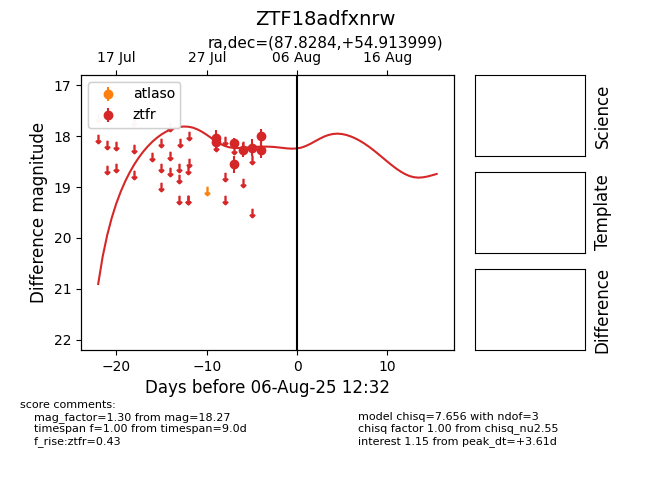 ZTF18adfxnrw
ra,dec=(87.8284,+54.913999)
17 Jul 27 Jul 06 Aug 16 Aug
atlaso
ztfr
17
18
19
20
21
22
Difference magnitude
−20 −10 0 10
Days before 06-Aug-25 12:32
Science
Template
Difference
score comments:
mag_factor=1.30 from mag=18.27
timespan f=1.00 from timespan=9.0d
f_rise:ztfr=0.43
model chisq=7.656 with ndof=3
chisq factor 1.00 from chisq_nu2.55
interest 1.15 from peak_dt=+3.61d